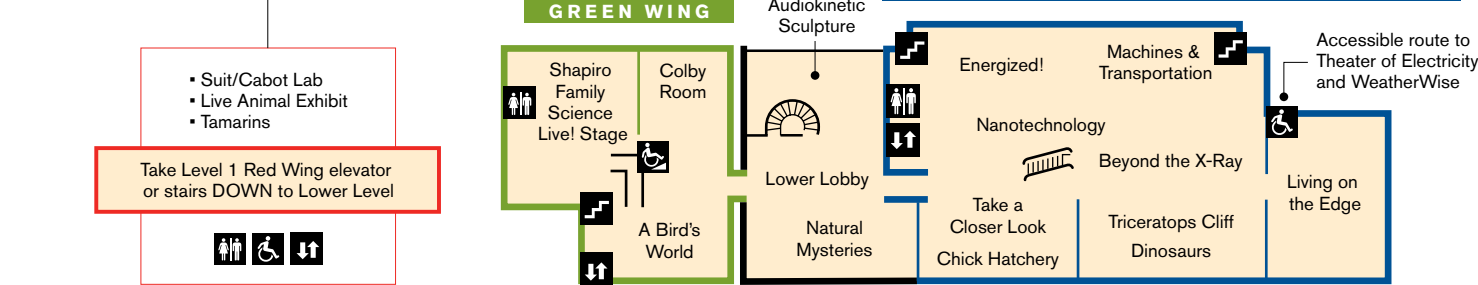 ▪ Suit/Cabot Lab
▪ Live Animal Exhibit
▪ Tamarins
Take Level 1 Red Wing elevator
or stairs DOWN to Lower Level
GREEN WING
Shapiro
Family
Science
Live! Stage
Colby
Room
A Bird's
World
Audiokinetic
Sculpture
Lower Lobby
Natural
Mysteries
Energized!
Machines &
Transportation
Nanotechnology
Beyond the X-Ray
Take a
Closer Look
Chick Hatchery
Triceratops Cliff
Dinosaurs
Living on
the Edge
Accessible route to
Theater of Electricity
and WeatherWise